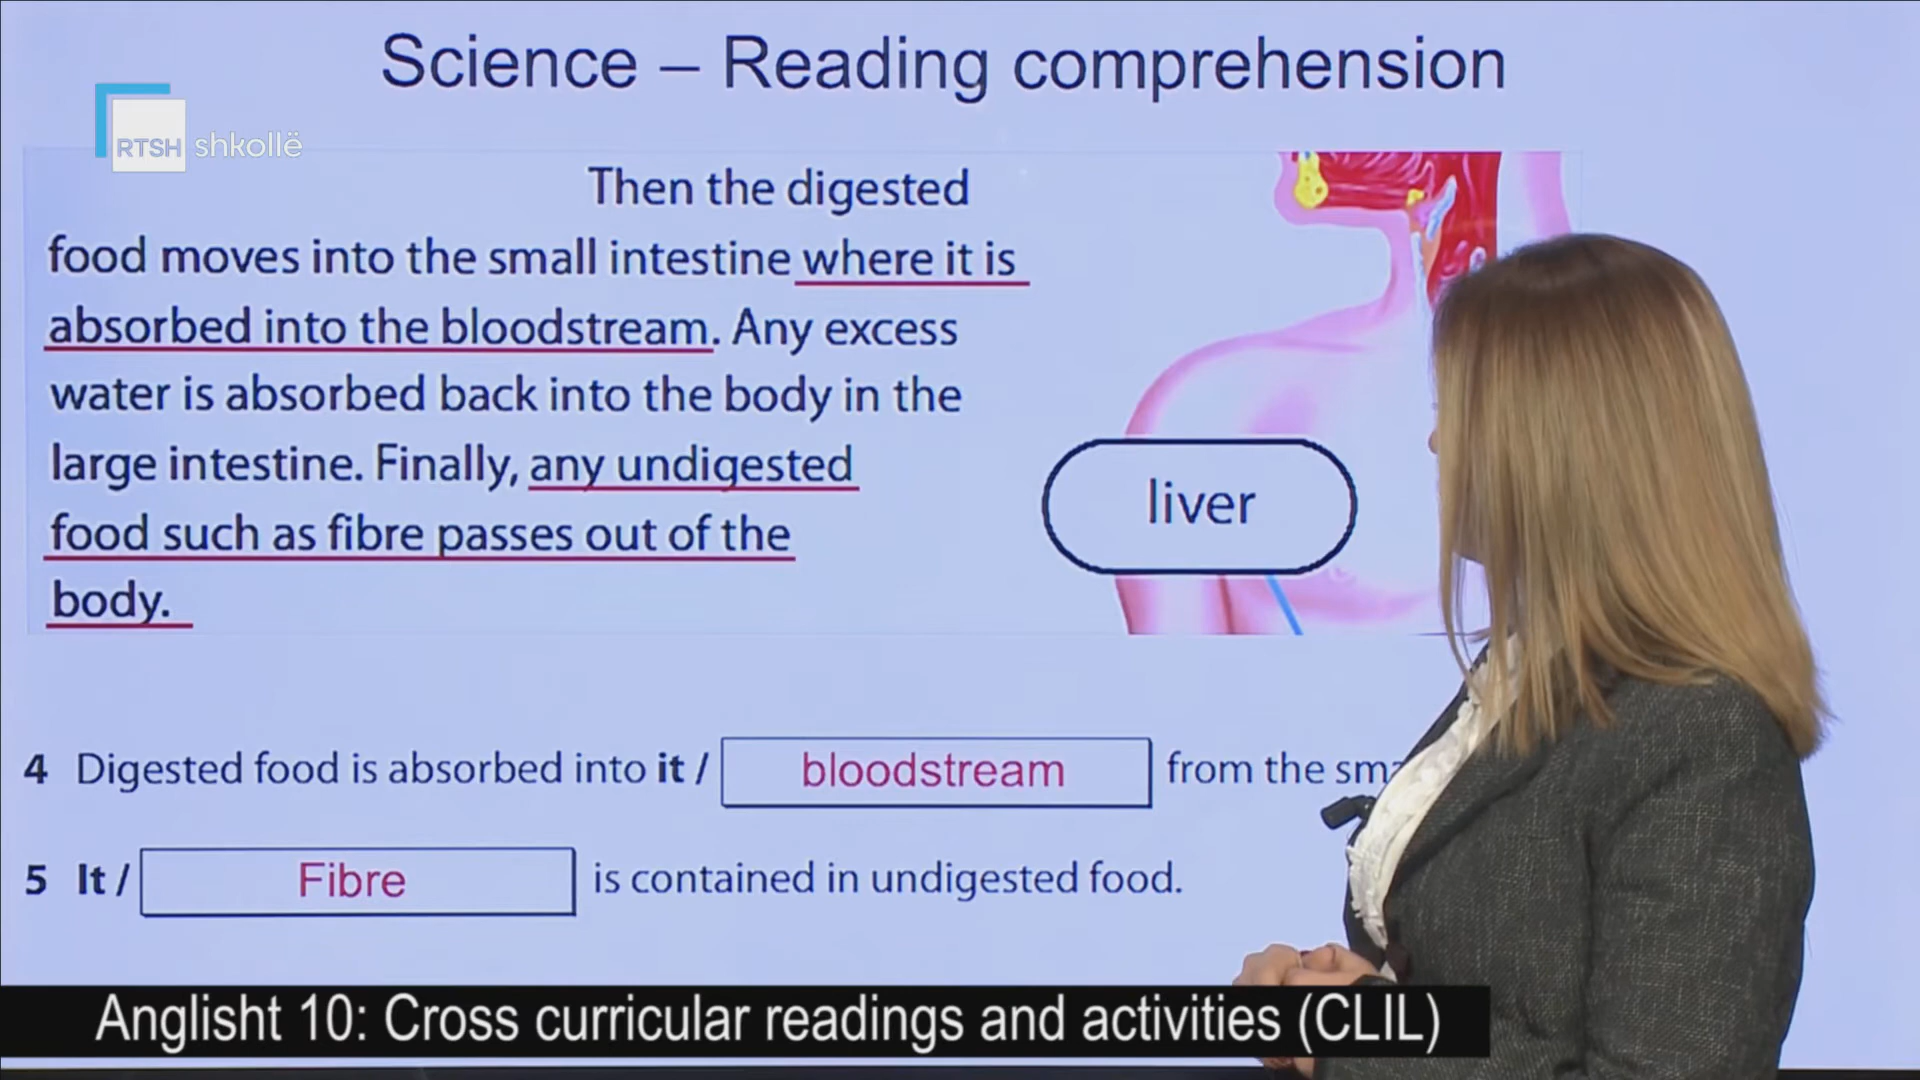 Science – Reading comprehension
RTSH shkollë
Then the digested
food moves into the small intestine where it is
absorbed into the bloodstream. Any excess
water is absorbed back into the body in the
large intestine. Finally, any undigested
food such as fibre passes out of the
body.
liver
4 Digested food is absorbed into it / bloodstream from the
5 It / Fibre is contained in undigested food.
Anglisht 10: Cross curricular readings and activities (CLIL)